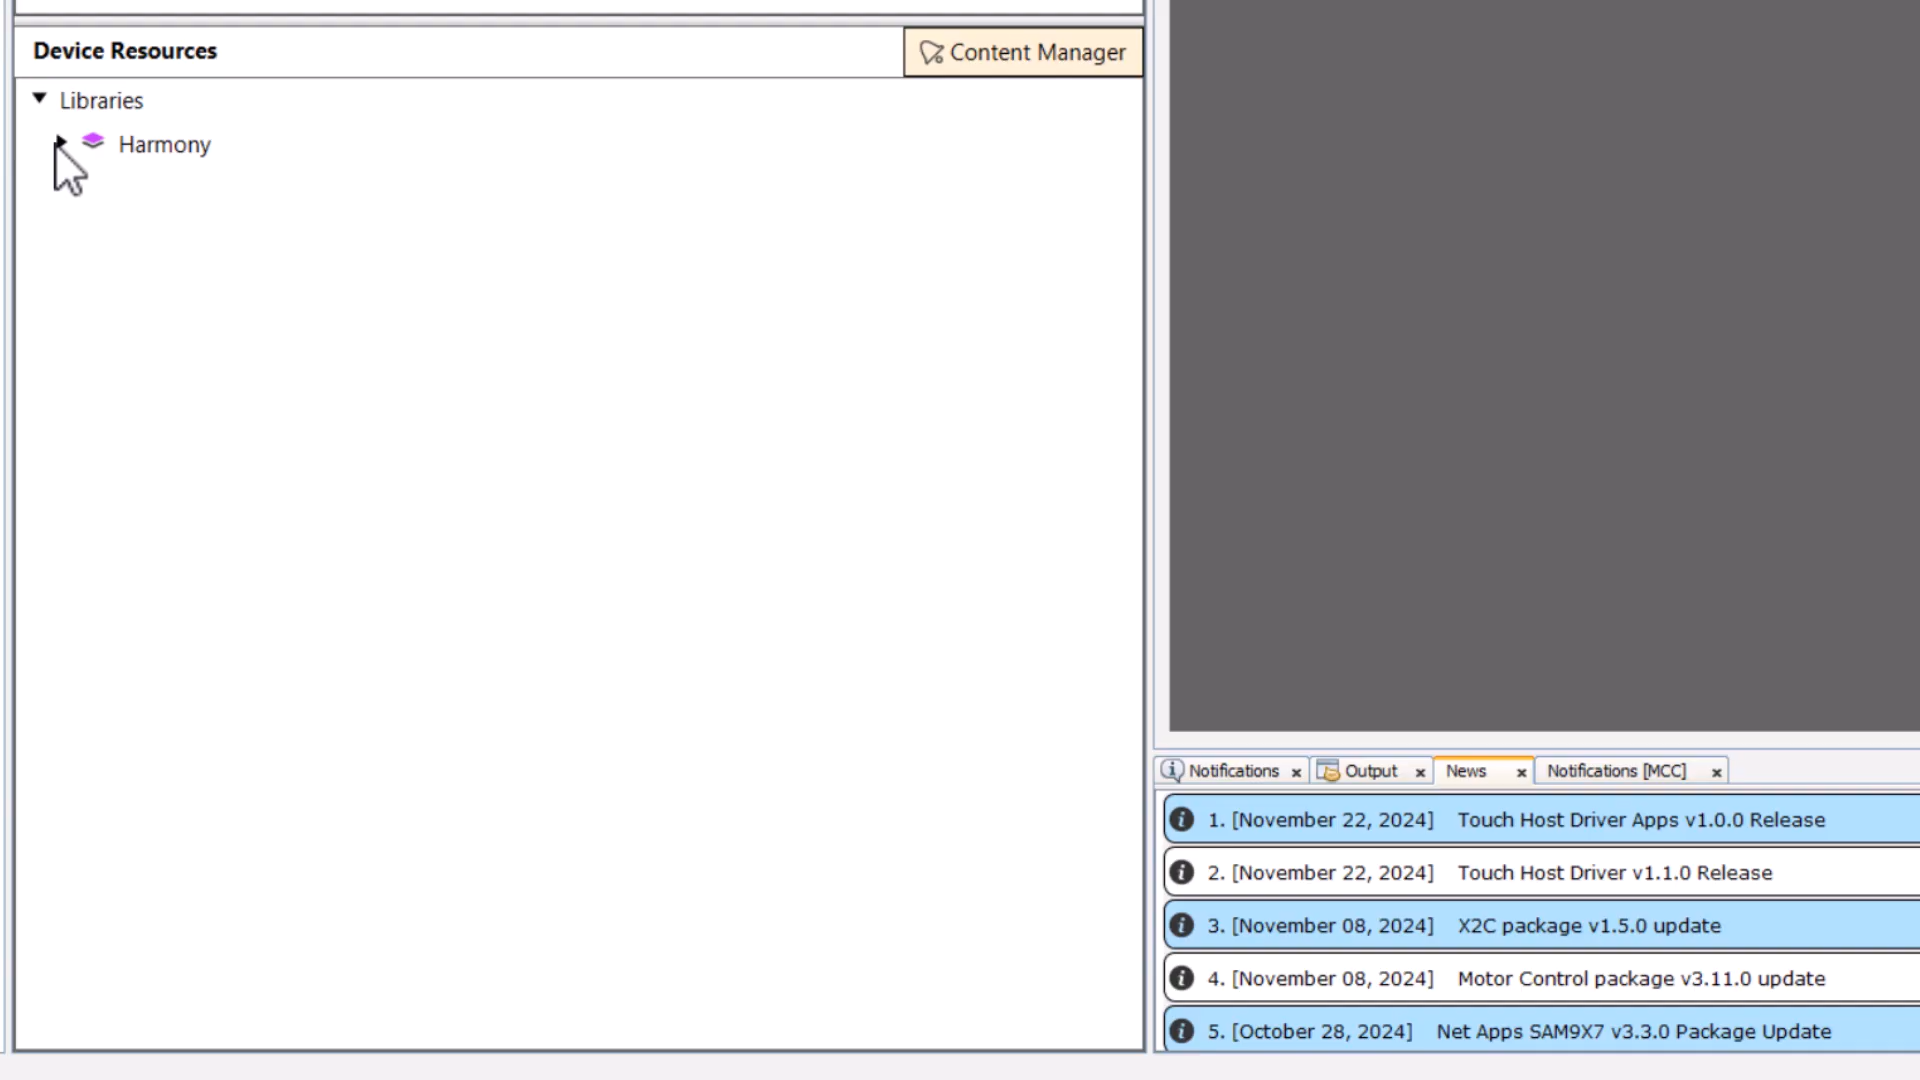 Device Resources
Content Manager
Libraries
Harmony
Notifications
Output
News
Notifications [MCC]
1. [November 22, 2024] Touch Host Driver Apps v1.0.0 Release
2. [November 22, 2024] Touch Host Driver v1.1.0 Release
3. [November 08, 2024] X2C package v1.5.0 update
4. [November 08, 2024] Motor Control package v3.11.0 update
5. [October 28, 2024] Net Apps SAM9X7 v3.3.0 Package Update